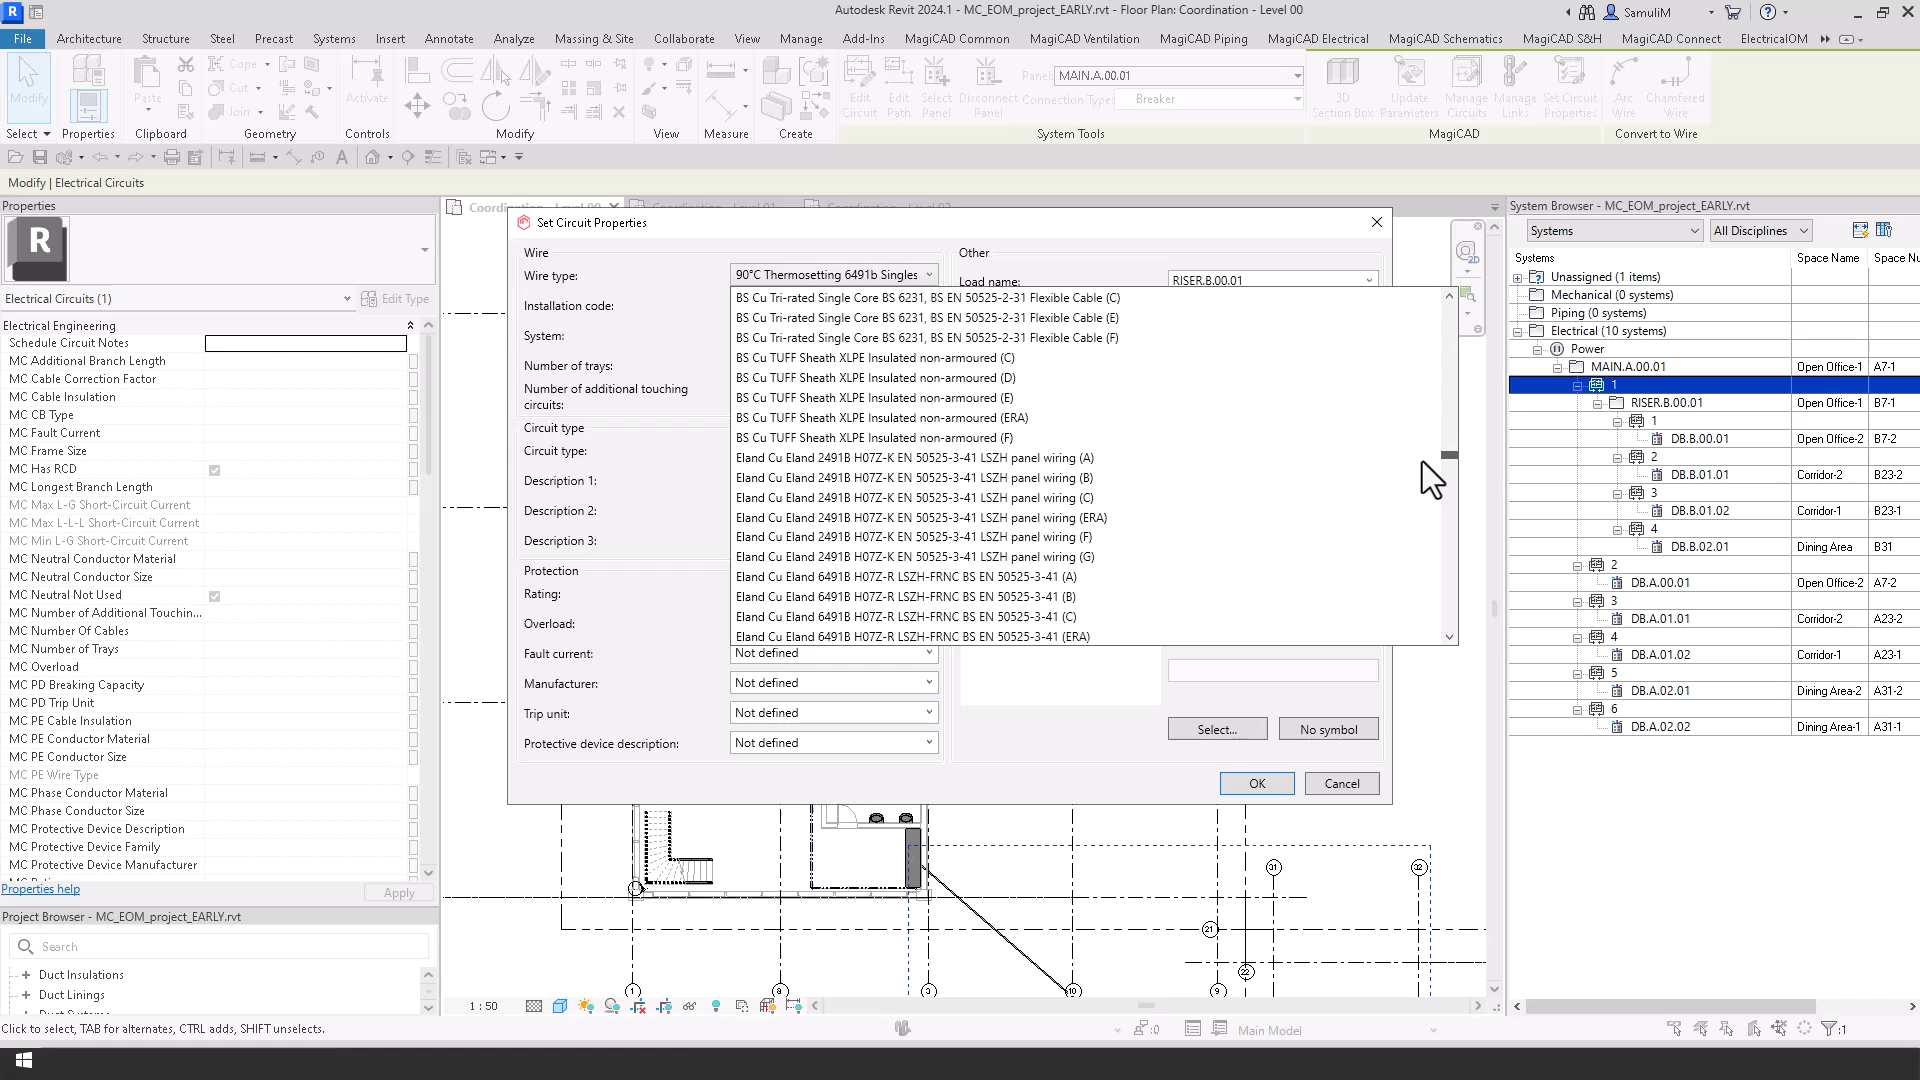 Autodesk Revit 2024.1 - MC_EOM_project_EARLY.rvt - Floor Plan: Coordination - Level 00
SamuliM
File Architecture Structure Steel Precast Systems Insert Annotate Analyze Massing & Site Collaborate View Manage Add-Ins MagiCAD Common MagiCAD Ventilation MagiCAD Piping MagiCAD Electrical MagiCAD Schematics MagiCAD S&H MagiCAD Connect ElectricalOM
Modify Paste Cope Cut Join Activate
Edit Circuit Edit Path Select Panel Disconnect Panel
Panel: MAIN.A.00.01
Connection Type: Breaker
3D Section Box Update Parameters Manage Circuits Manage Links Set Circuit Properties Arc Wire Chamfered Wire
Select Properties Clipboard Geometry Controls Modify View Measure Create System Tools MagiCAD Convert to Wire
Modify | Electrical Circuits
Properties
R
Electrical Circuits (1) Edit Type
Electrical Engineering
Schedule Circuit Notes
MC Additional Branch Length
MC Cable Correction Factor
MC Cable Insulation
MC CB Type
MC Fault Current
MC Frame Size
MC Has RCD
MC Longest Branch Length
MC Max L-G Short-Circuit Current
MC Max L-L-L Short-Circuit Current
MC Min L-G Short-Circuit Current
MC Neutral Conductor Material
MC Neutral Conductor Size
MC Neutral Not Used
MC Number of Additional Touchin...
MC Number Of Cables
MC Number of Trays
MC Overload
MC PD Breaking Capacity
MC PD Trip Unit
MC PE Cable Insulation
MC PE Conductor Material
MC PE Conductor Size
MC PE Wire Type
MC Phase Conductor Material
MC Phase Conductor Size
MC Protective Device Description
MC Protective Device Family
MC Protective Device Manufacturer
Properties help Apply
Project Browser - MC_EOM_project_EARLY.rvt
Search
Duct Insulations
Duct Linings
Click to select, TAB for alternates, CTRL adds, SHIFT unselects.
Set Circuit Properties
Wire
Wire type: 90°C Thermosetting 6491b Singles
Installation code:
System:
Number of trays:
Number of additional touching
circuits:
Circuit type
Circuit type:
Description 1:
Description 2:
Description 3:
Protection
Rating:
Overload:
Fault current: Not defined
Manufacturer: Not defined
Trip unit: Not defined
Protective device description: Not defined
Other
Load name: RISER.B.00.01
BS Cu Tri-rated Single Core BS 6231, BS EN 50525-2-31 Flexible Cable (C)
BS Cu Tri-rated Single Core BS 6231, BS EN 50525-2-31 Flexible Cable (E)
BS Cu Tri-rated Single Core BS 6231, BS EN 50525-2-31 Flexible Cable (F)
BS Cu TUFF Sheath XLPE Insulated non-armoured (C)
BS Cu TUFF Sheath XLPE Insulated non-armoured (D)
BS Cu TUFF Sheath XLPE Insulated non-armoured (E)
BS Cu TUFF Sheath XLPE Insulated non-armoured (ERA)
BS Cu TUFF Sheath XLPE Insulated non-armoured (F)
Eland Cu Eland 2491B H07Z-K EN 50525-3-41 LSZH panel wiring (A)
Eland Cu Eland 2491B H07Z-K EN 50525-3-41 LSZH panel wiring (B)
Eland Cu Eland 2491B H07Z-K EN 50525-3-41 LSZH panel wiring (C)
Eland Cu Eland 2491B H07Z-K EN 50525-3-41 LSZH panel wiring (ERA)
Eland Cu Eland 2491B H07Z-K EN 50525-3-41 LSZH panel wiring (F)
Eland Cu Eland 2491B H07Z-K EN 50525-3-41 LSZH panel wiring (G)
Eland Cu Eland 6491B H07Z-R LSZH-FRNC BS EN 50525-3-41 (A)
Eland Cu Eland 6491B H07Z-R LSZH-FRNC BS EN 50525-3-41 (B)
Eland Cu Eland 6491B H07Z-R LSZH-FRNC BS EN 50525-3-41 (C)
Eland Cu Eland 6491B H07Z-R LSZH-FRNC BS EN 50525-3-41 (ERA)
Select... No symbol
OK Cancel
31 32
21
22
1 8 3 10 9
1 : 50
:0 Main Model :1
System Browser - MC_EOM_project_EARLY.rvt
Systems All Disciplines
Systems Space Name Space Nu
Unassigned (1 items)
Mechanical (0 systems)
Piping (0 systems)
Electrical (10 systems)
Power
MAIN.A.00.01 Open Office-1 A7-1
1
RISER.B.00.01 Open Office-1 B7-1
1
DB.B.00.01 Open Office-2 B7-2
2
DB.B.01.01 Corridor-2 B23-2
3
DB.B.01.02 Corridor-1 B23-1
4
DB.B.02.01 Dining Area B31
2
DB.A.00.01 Open Office-2 A7-2
3
DB.A.01.01 Corridor-2 A23-2
4
DB.A.01.02 Corridor-1 A23-1
5
DB.A.02.01 Dining Area-2 A31-2
6
DB.A.02.02 Dining Area-1 A31-1